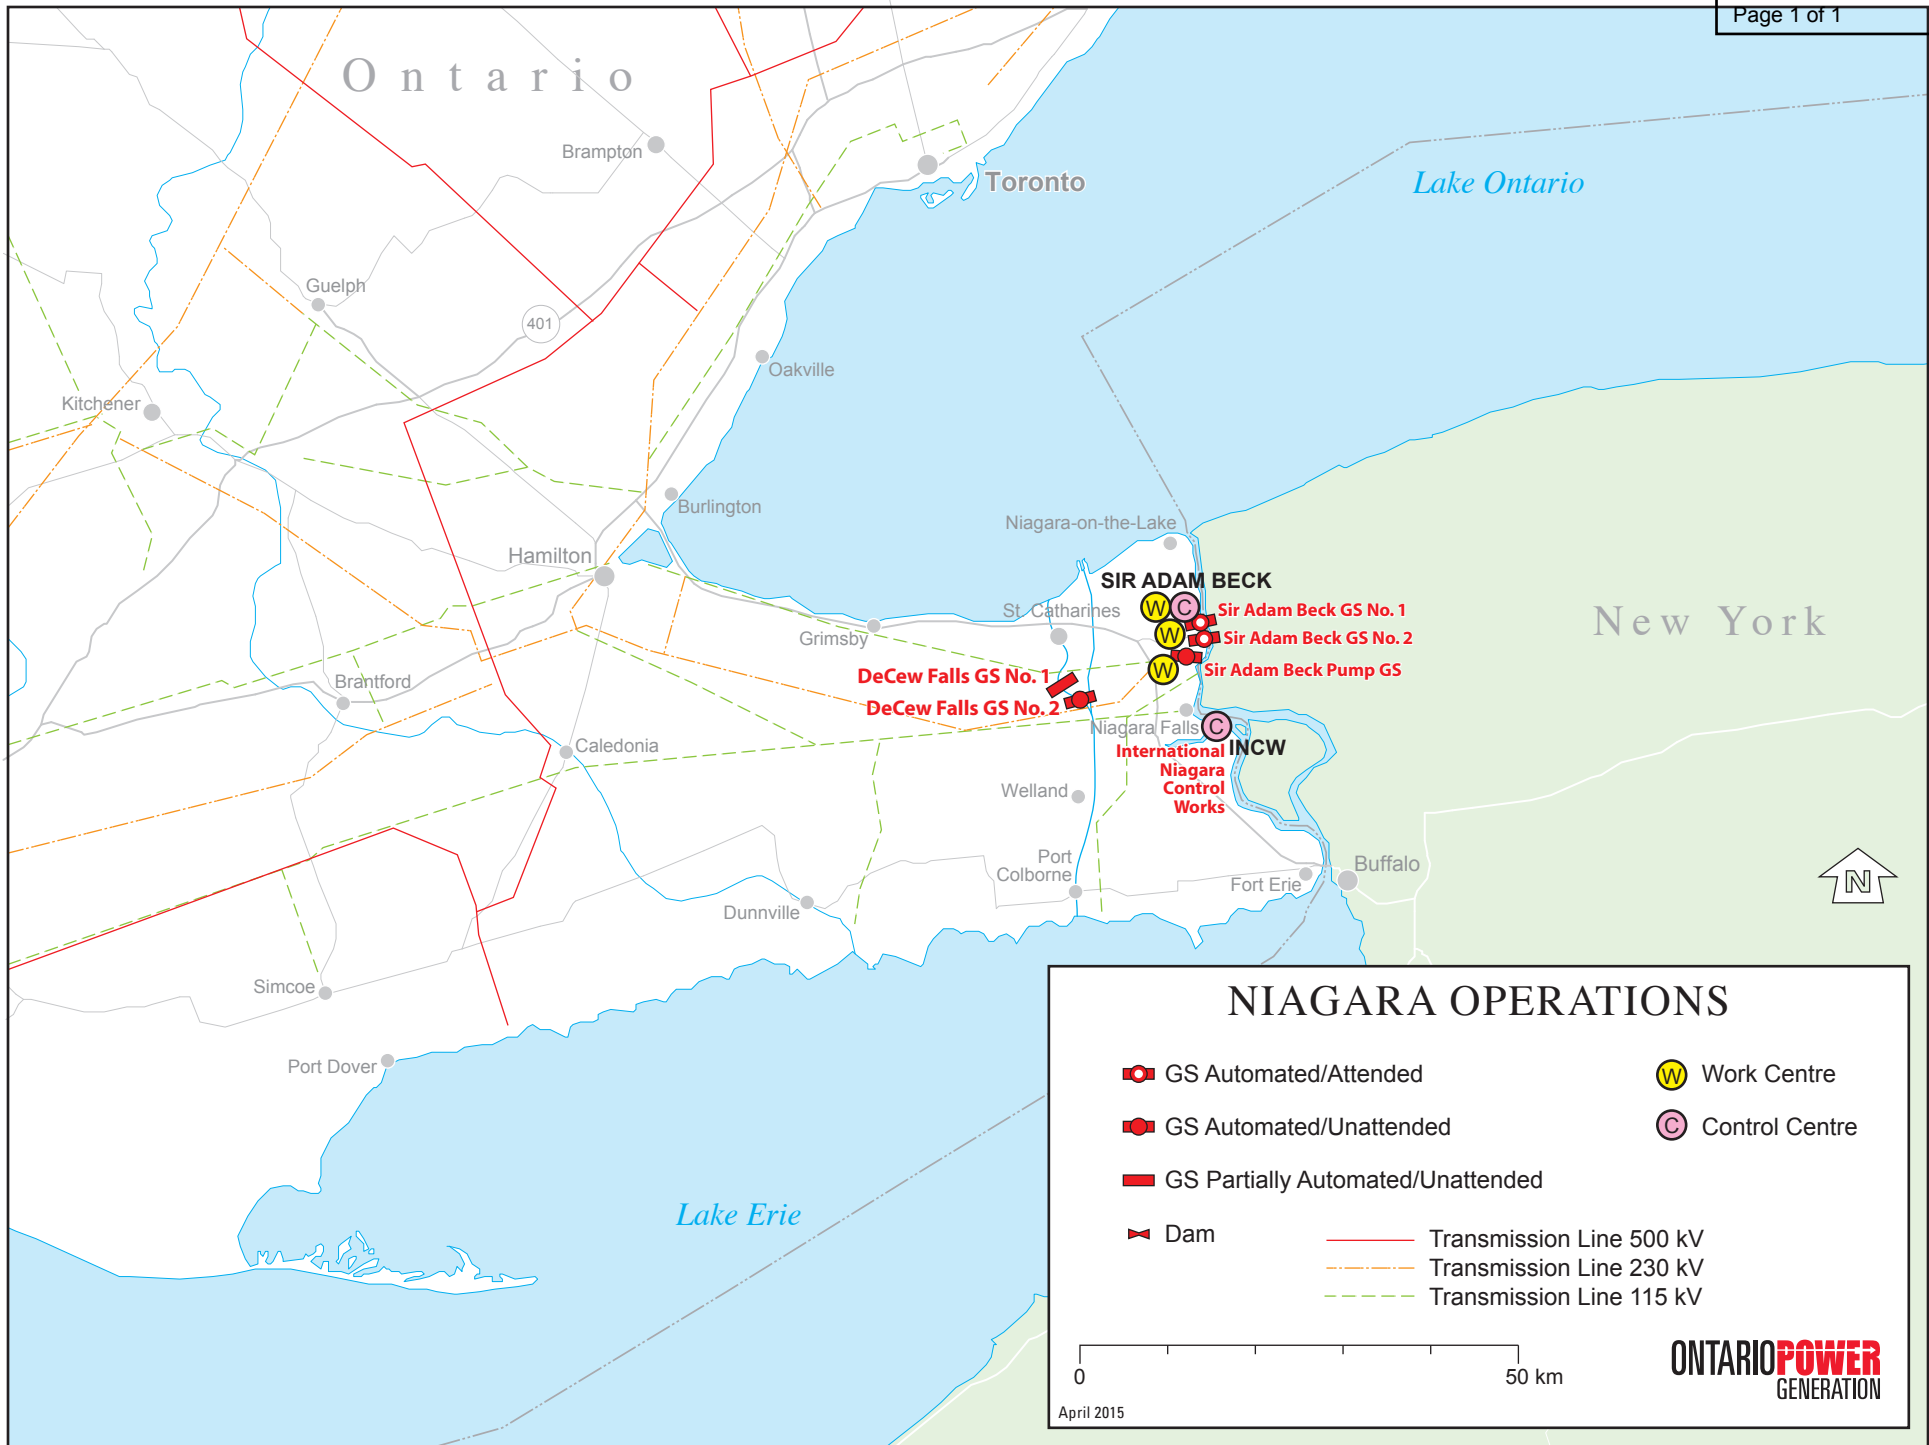 Page 1 of 1
Ontario
Brampton
Toronto
Lake Ontario
Guelph
401
Oakville
Kitchener
Burlington
Niagara-on-the-Lake
Hamilton
SIR ADAM BECK
W
C
St. Catharines
Sir Adam Beck GS No. 1
New York
Grimsby
W
Sir Adam Beck GS No. 2
W
Sir Adam Beck Pump GS
DeCew Falls GS No. 1
Brantford
DeCew Falls GS No. 2
Niagara Falls
C
Caledonia
INCW
International
Niagara
Control
Works
Welland
Port
Colborne
Buffalo
Fort Erie
N
Dunnville
Simcoe
Port Dover
Lake Erie
NIAGARA OPERATIONS
GS Automated/Attended
W Work Centre
GS Automated/Unattended
C Control Centre
GS Partially Automated/Unattended
Dam
Transmission Line 500 kV
Transmission Line 230 kV
Transmission Line 115 kV
0
50 km
ONTARIOPOWER
GENERATION
April 2015